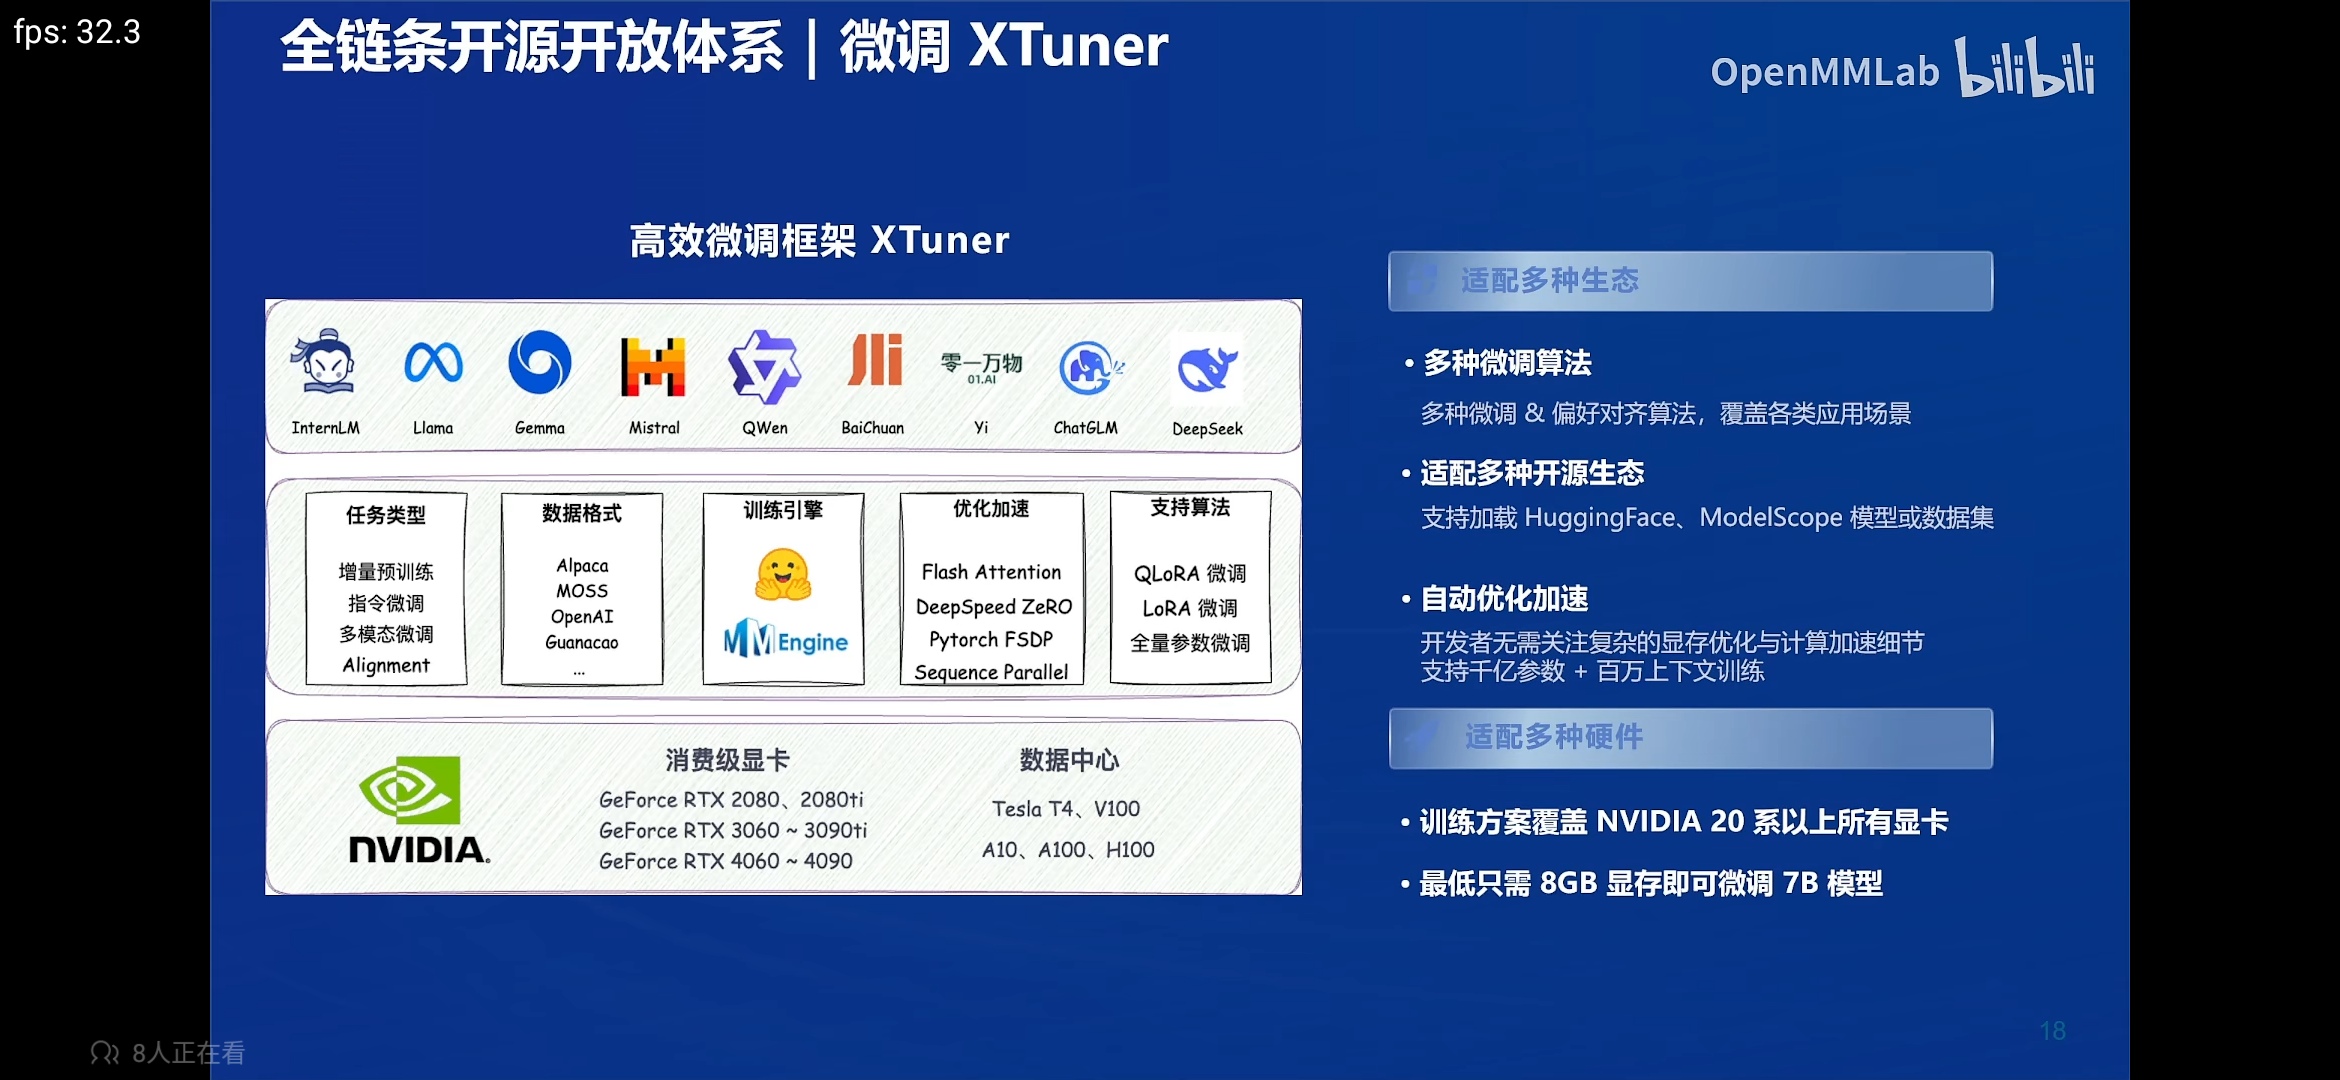 fps: 32.3
全链条开源开放体系 | 微调 XTuner
OpenMMLab bilibili
高效微调框架 XTuner
零一万物
01.AI
InternLM Llama Gemma Mistral QWen BaiChuan Yi ChatGLM DeepSeek
任务类型
增量预训练
指令微调
多模态微调
Alignment
数据格式
Alpaca
MOSS
OpenAI
Guanacao
...
训练引擎
MMEngine
优化加速
Flash Attention
DeepSpeed ZeRO
Pytorch FSDP
Sequence Parallel
支持算法
QLoRA 微调
LoRA 微调
全量参数微调
NVIDIA.
消费级显卡
GeForce RTX 2080、2080ti
GeForce RTX 3060 ~ 3090ti
GeForce RTX 4060 ~ 4090
数据中心
Tesla T4、V100
A10、A100、H100
适配多种生态
• 多种微调算法
多种微调 & 偏好对齐算法，覆盖各类应用场景
• 适配多种开源生态
支持加载 HuggingFace、ModelScope 模型或数据集
• 自动优化加速
开发者无需关注复杂的显存优化与计算加速细节
支持千亿参数 + 百万上下文训练
适配多种硬件
• 训练方案覆盖 NVIDIA 20 系以上所有显卡
• 最低只需 8GB 显存即可微调 7B 模型
18
8人正在看